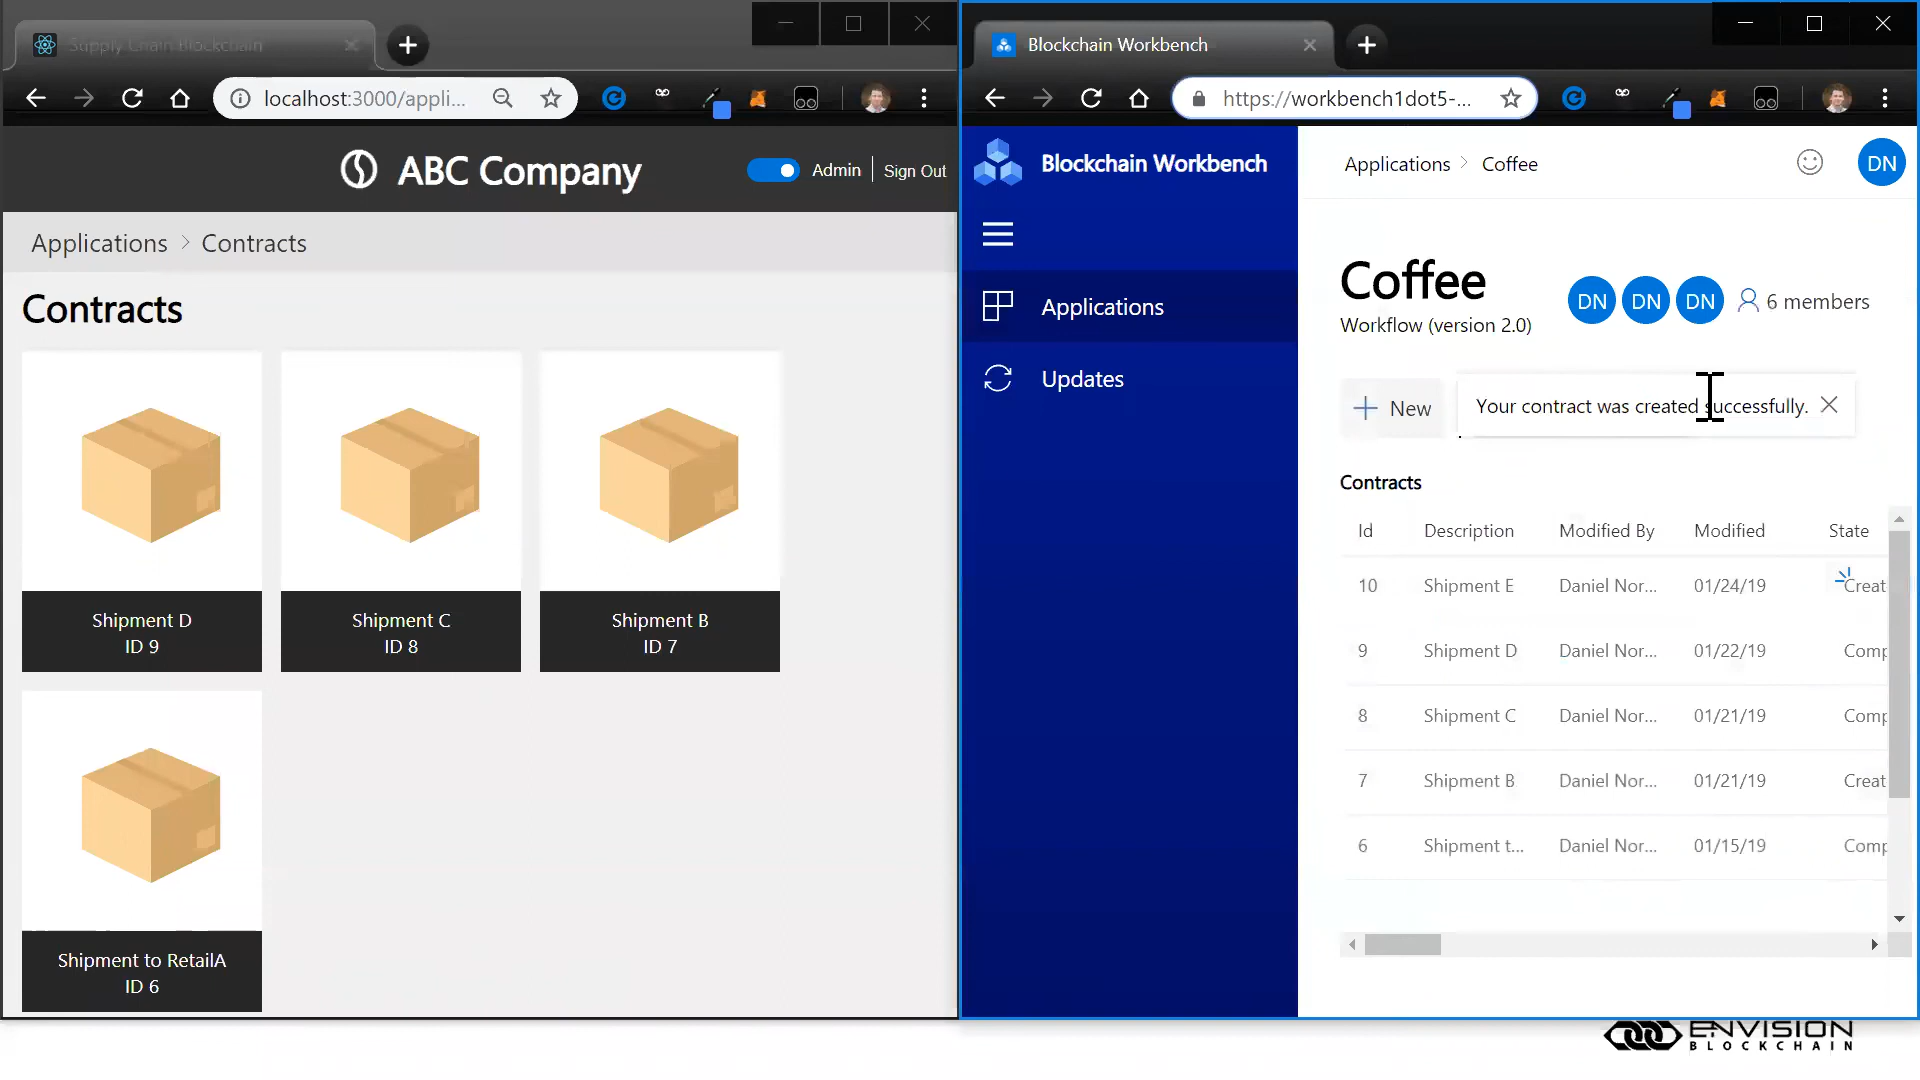 Supply Chain Blockchain
localhost:3000/appli...
ABC Company
Admin
Sign Out
Applications > Contracts
Contracts
Shipment D
ID 9
Shipment C
ID 8
Shipment B
ID 7
Shipment to RetailA
ID 6
Blockchain Workbench
https://workbench1dot5-...
Blockchain Workbench
Applications
Updates
Applications > Coffee
DN
Coffee
Workflow (version 2.0)
DN DN DN 6 members
New
Your contract was created successfully.
Contracts
Id Description Modified By Modified State
10 Shipment E Daniel Nor... 01/24/19 Creat
9 Shipment D Daniel Nor... 01/22/19 Comp
8 Shipment C Daniel Nor... 01/21/19 Comp
7 Shipment B Daniel Nor... 01/21/19 Creat
6 Shipment t... Daniel Nor... 01/15/19 Comp
ENVISION
BLOCKCHAIN